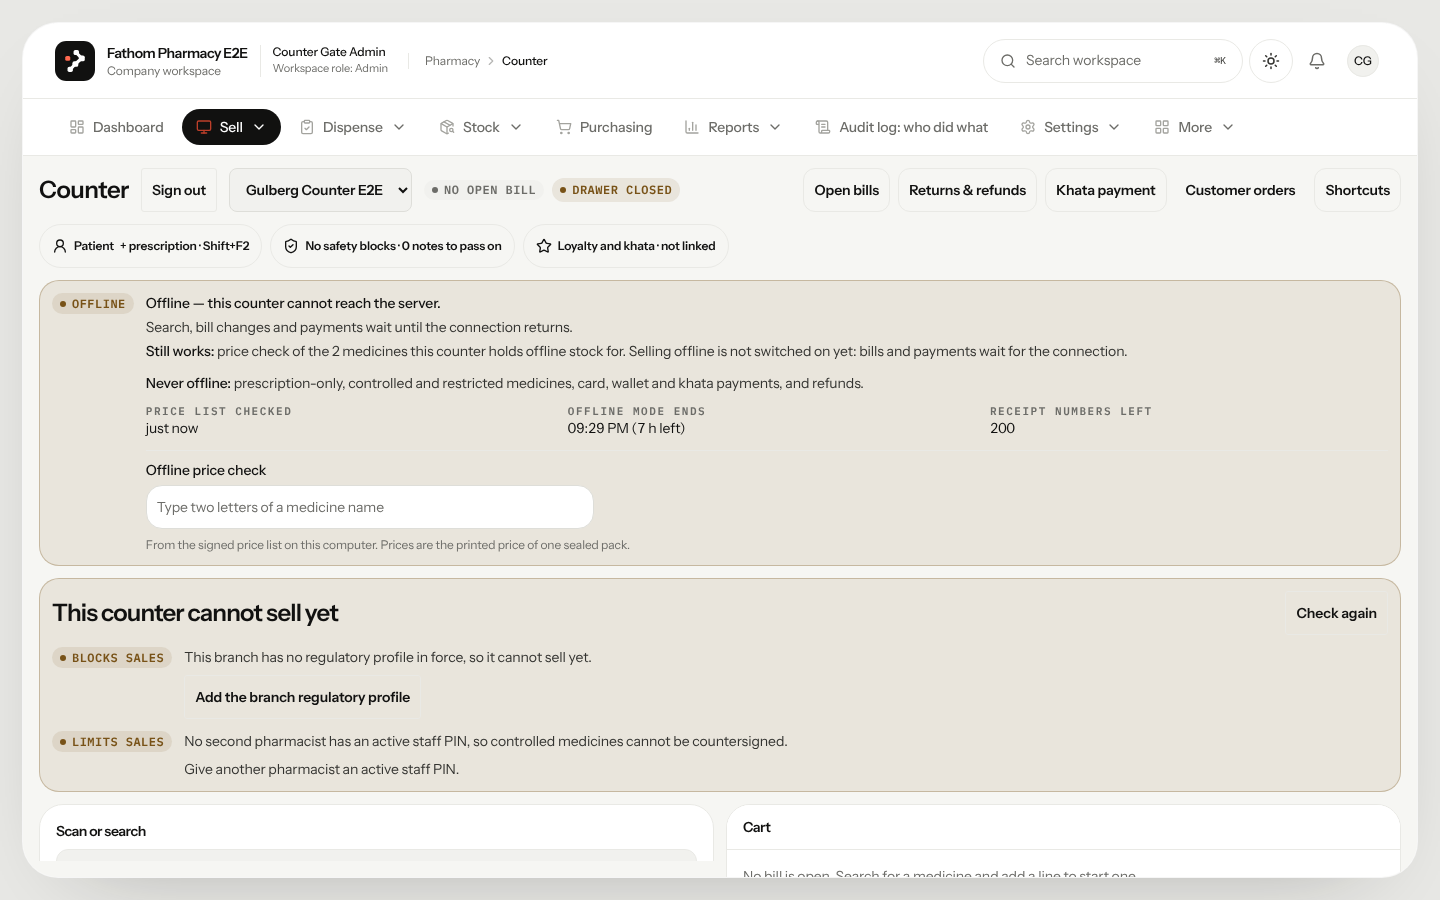 Fathom Pharmacy E2E
Company workspace
Counter Gate Admin
Workspace role: Admin
Pharmacy > Counter
Search workspace
⌘K
CG
Dashboard
Sell
Dispense
Stock
Purchasing
Reports
Audit log: who did what
Settings
More
Counter
Sign out
Gulberg Counter E2E
NO OPEN BILL
DRAWER CLOSED
Open bills
Returns & refunds
Khata payment
Customer orders
Shortcuts
Patient + prescription · Shift+F2
No safety blocks · 0 notes to pass on
Loyalty and khata · not linked
OFFLINE
Offline — this counter cannot reach the server.
Search, bill changes and payments wait until the connection returns.
Still works: price check of the 2 medicines this counter holds offline stock for. Selling offline is not switched on yet: bills and payments wait for the connection.
Never offline: prescription-only, controlled and restricted medicines, card, wallet and khata payments, and refunds.
PRICE LIST CHECKED
just now
OFFLINE MODE ENDS
09:29 PM (7 h left)
RECEIPT NUMBERS LEFT
200
Offline price check
Type two letters of a medicine name
From the signed price list on this computer. Prices are the printed price of one sealed pack.
This counter cannot sell yet
Check again
BLOCKS SALES
This branch has no regulatory profile in force, so it cannot sell yet.
Add the branch regulatory profile
LIMITS SALES
No second pharmacist has an active staff PIN, so controlled medicines cannot be countersigned.
Give another pharmacist an active staff PIN.
Scan or search
Cart
No bill is open. Search for a medicine and add a line to start one.